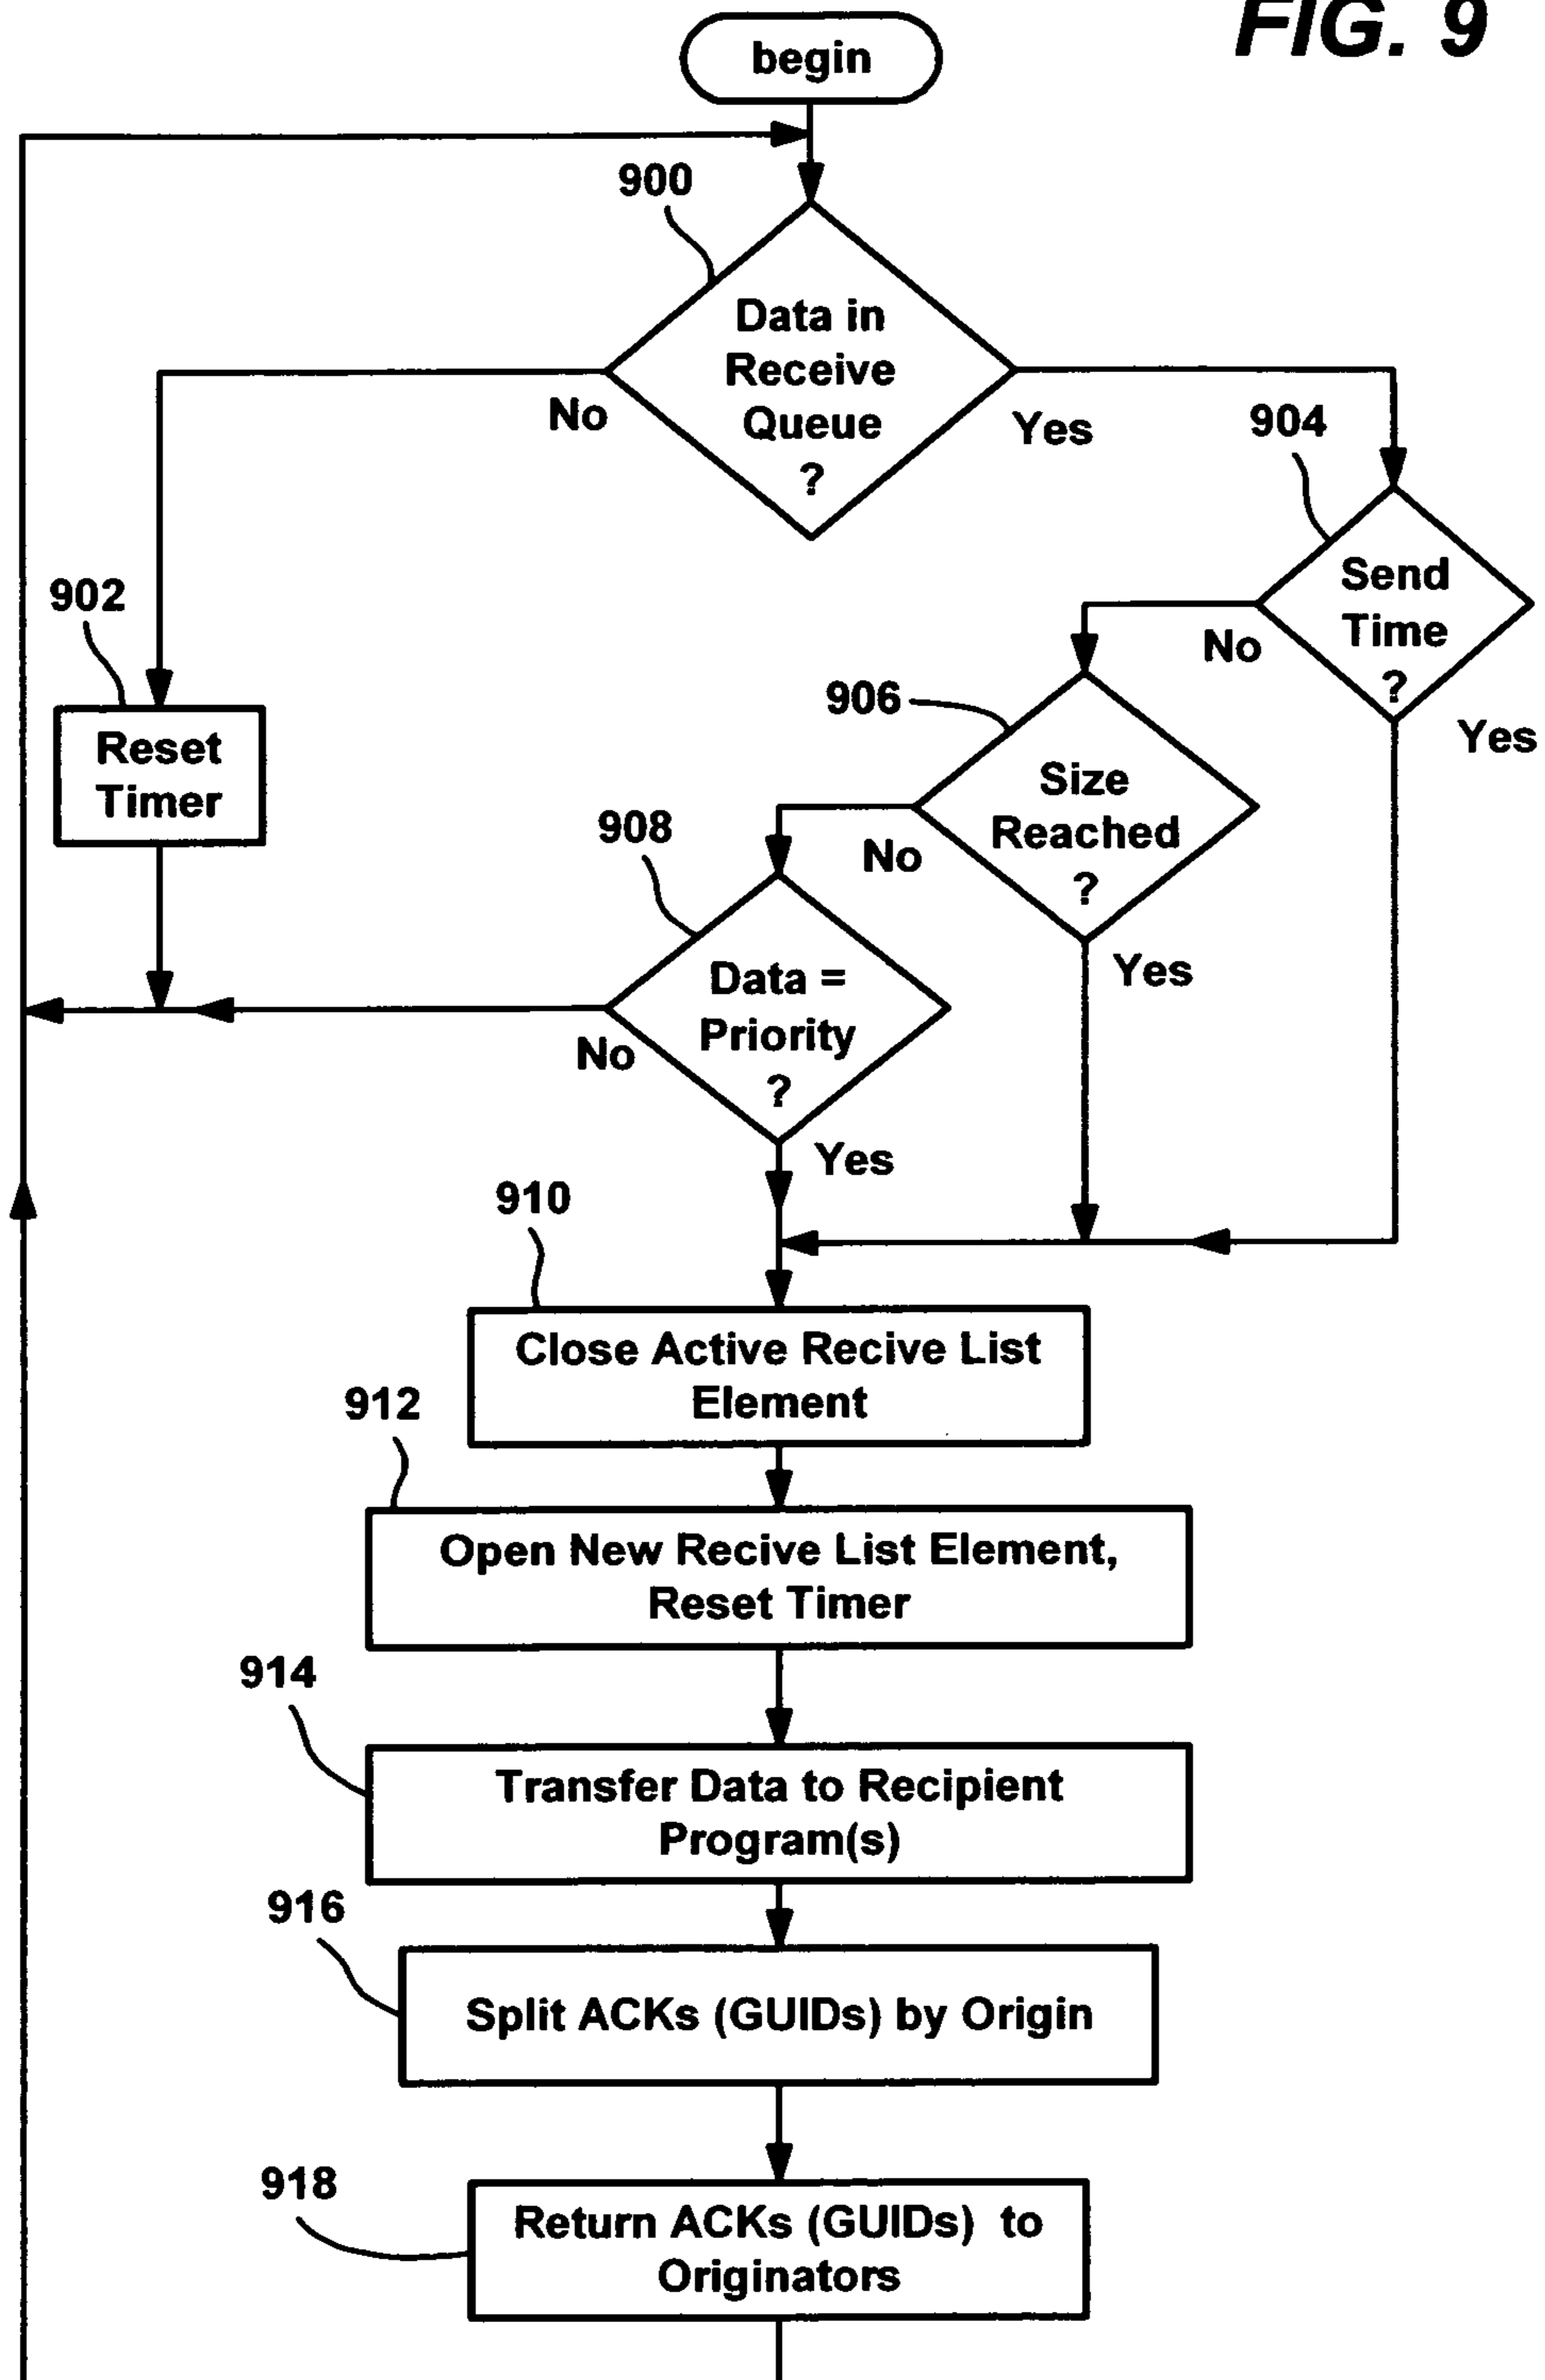 FIG. 9
begin
900
Data in
Receive
Queue
?
No
Yes
904
Send
Time
?
No
Yes
902
Reset
Timer
906
Size
Reached
?
No
Yes
908
Data =
Priority
?
No
Yes
910
Close Active Recive List
Element
912
Open New Recive List Element,
Reset Timer
914
Transfer Data to Recipient
Program(s)
916
Split ACKs (GUIDs) by Origin
918
Return ACKs (GUIDs) to
Originators